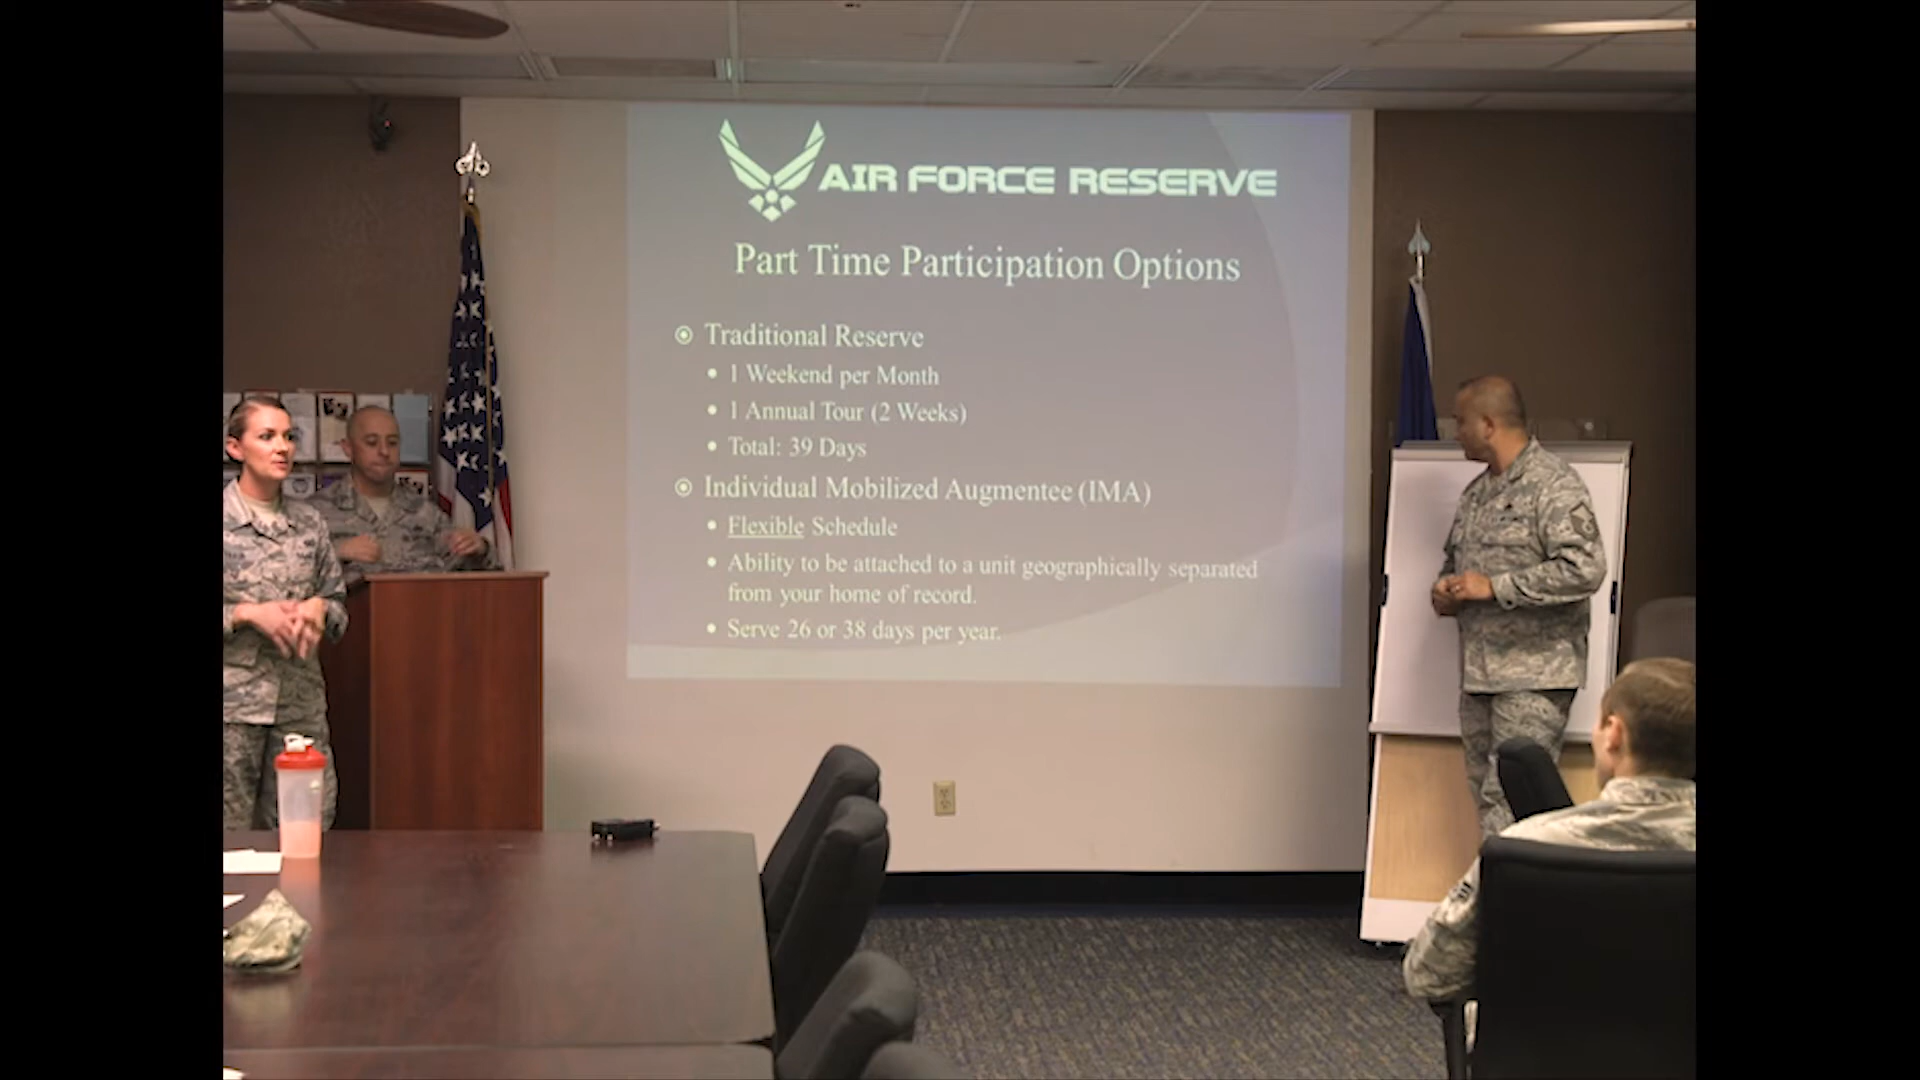 AIR FORCE RESERVE
Part Time Participation Options
Traditional Reserve
1 Weekend per Month
1 Annual Tour (2 Weeks)
Total: 39 Days
Individual Mobilized Augmentee (IMA)
Flexible Schedule
Ability to be attached to a unit geographically separated
from your home of record.
Serve 26 or 38 days per year.